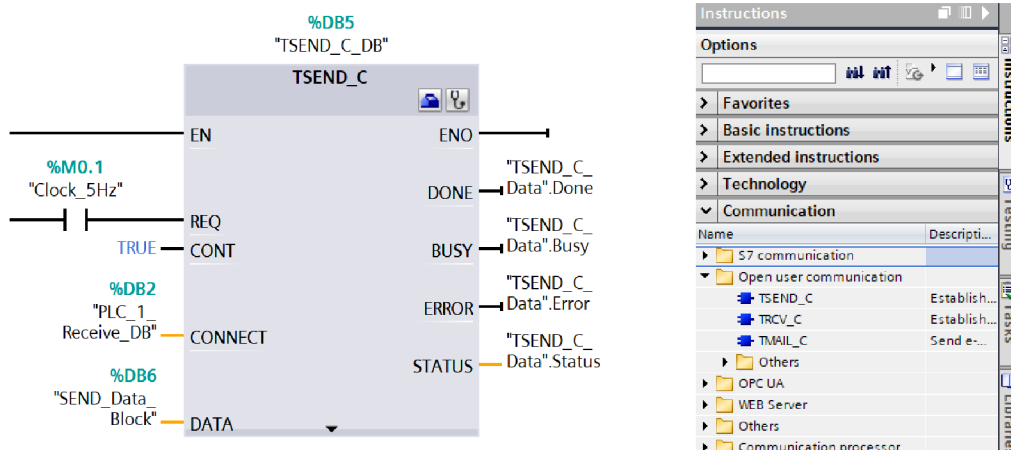 %DB5
"TSEND_C_DB"
TSEND_C
EN
ENO
%M0.1
"Clock_5Hz"
REQ
TRUE
CONT
%DB2
"PLC_1_
Receive_DB"
CONNECT
%DB6
"SEND_Data_
Block"
DATA
DONE
"TSEND_C_
Data".Done
BUSY
"TSEND_C_
Data".Busy
ERROR
"TSEND_C_
Data".Error
STATUS
"TSEND_C_
Data".Status
Instructions
Options
Favorites
Basic instructions
Extended instructions
Technology
Communication
Name Descripti...
S7 communication
Open user communication
TSEND_C Establish...
TRCV_C Establish...
TMAIL_C Send e-...
Others
OPC UA
WEB Server
Others
Communication processor
Instructions
Testing
Tasks
Libraries